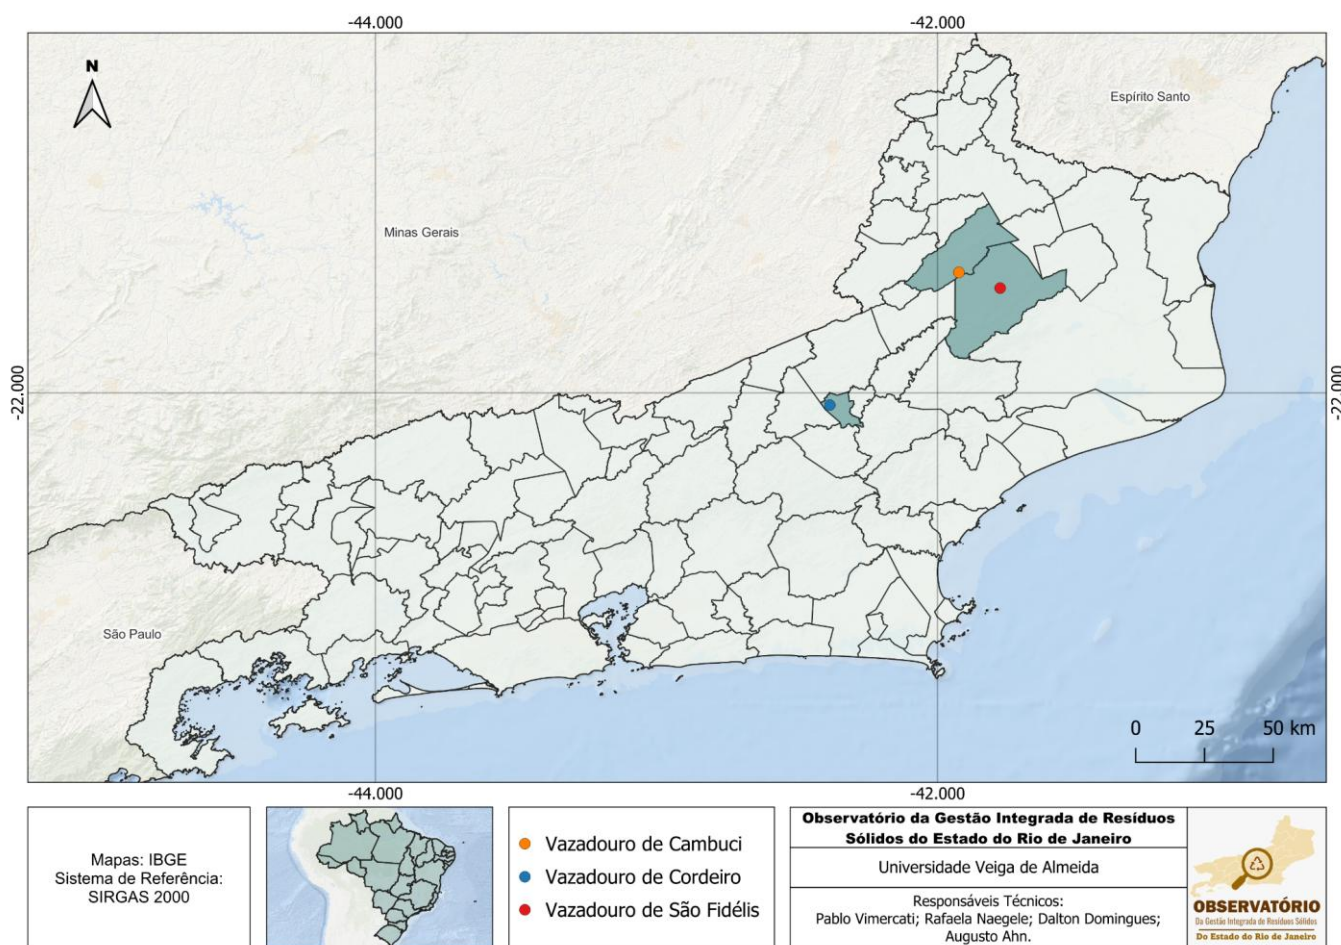 -44.000
-42.000
N
Espírito Santo
Minas Gerais
-22.000
-22.000
São Paulo
0 25 50 km
-44.000
-42.000
Mapas: IBGE
Sistema de Referência:
SIRGAS 2000
Vazadouro de Cambuci
Vazadouro de Cordeiro
Vazadouro de São Fidélis
Observatório da Gestão Integrada de Resíduos
Sólidos do Estado do Rio de Janeiro
Universidade Veiga de Almeida
Responsáveis Técnicos:
Pablo Vimercati; Rafaela Naegele; Dalton Domingues;
Augusto Ahn.
OBSERVATÓRIO
Da Gestão Integrada de Resíduos Sólidos
Do Estado do Rio de Janeiro